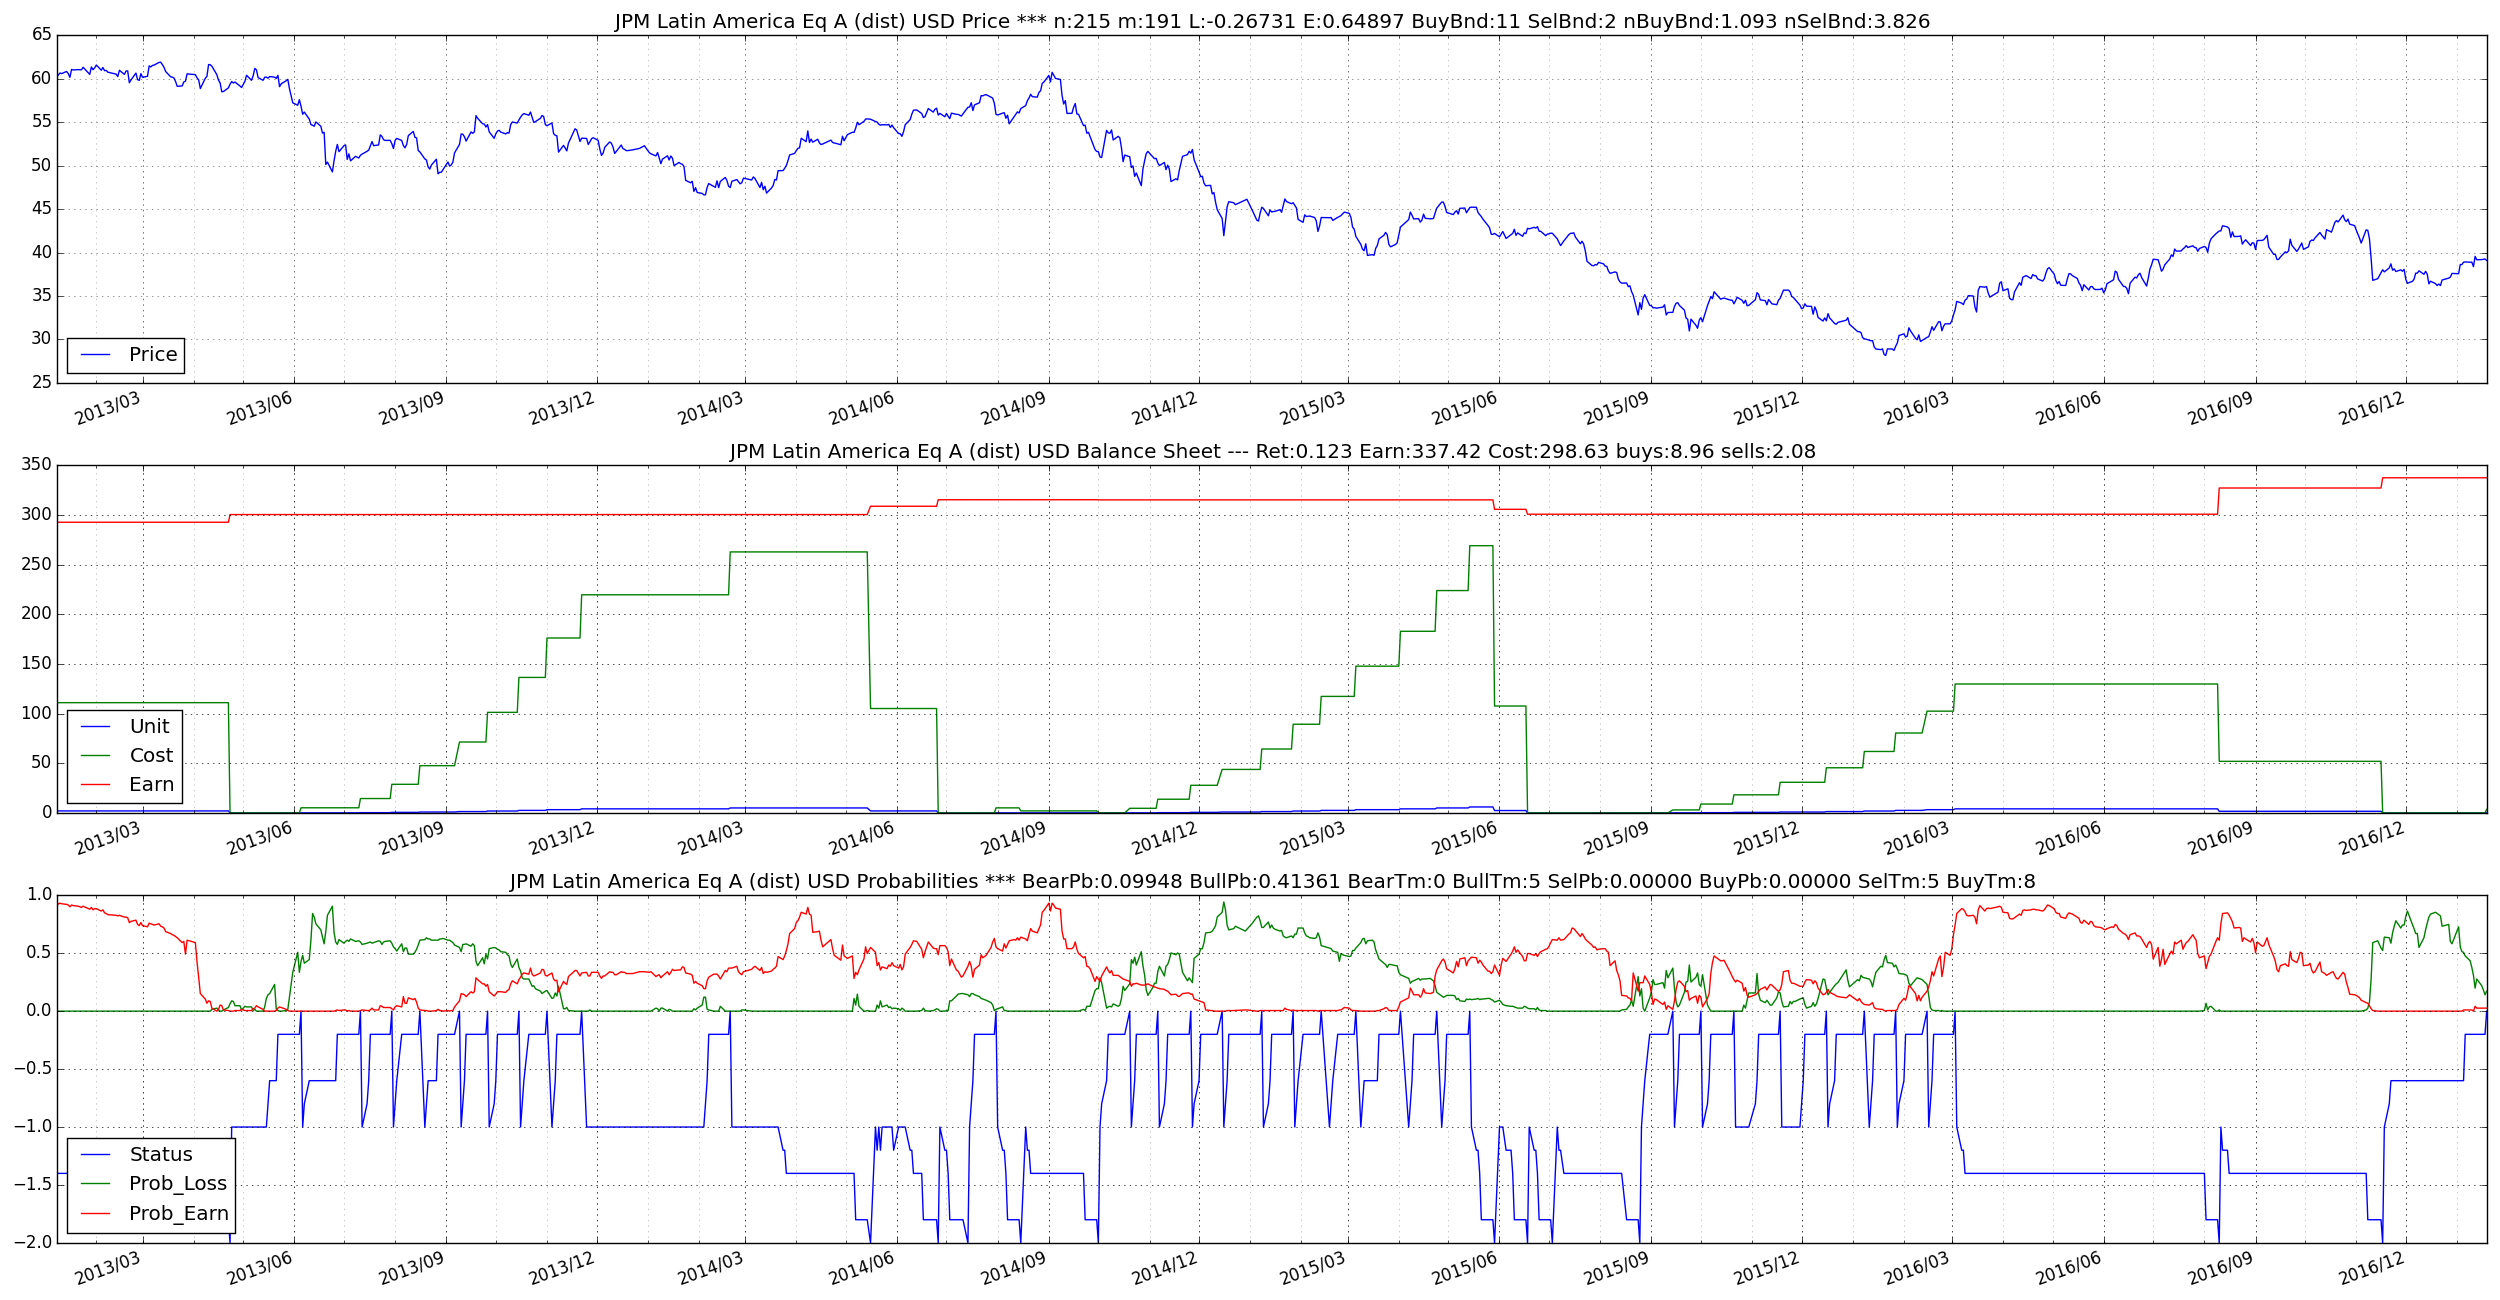 JPM Latin America Eq A (dist) USD Price *** n:215 m:191 L:-0.26731 E:0.64897 BuyBnd:11 SelBnd:2 nBuyBnd:1.093 nSelBnd:3.826
65
60
55
50
45
40
35
30
25
Price
2013/03 2013/06 2013/09 2013/12 2014/03 2014/06 2014/09 2014/12 2015/03 2015/06 2015/09 2015/12 2016/03 2016/06 2016/09 2016/12
JPM Latin America Eq A (dist) USD Balance Sheet --- Ret:0.123 Earn:337.42 Cost:298.63 buys:8.96 sells:2.08
350
300
250
200
150
100
50
0
Unit
Cost
Earn
2013/03 2013/06 2013/09 2013/12 2014/03 2014/06 2014/09 2014/12 2015/03 2015/06 2015/09 2015/12 2016/03 2016/06 2016/09 2016/12
JPM Latin America Eq A (dist) USD Probabilities *** BearPb:0.09948 BullPb:0.41361 BearTm:0 BullTm:5 SelPb:0.00000 BuyPb:0.00000 SelTm:5 BuyTm:8
1.0
0.5
0.0
−0.5
−1.0
−1.5
−2.0
Status
Prob_Loss
Prob_Earn
2013/03 2013/06 2013/09 2013/12 2014/03 2014/06 2014/09 2014/12 2015/03 2015/06 2015/09 2015/12 2016/03 2016/06 2016/09 2016/12